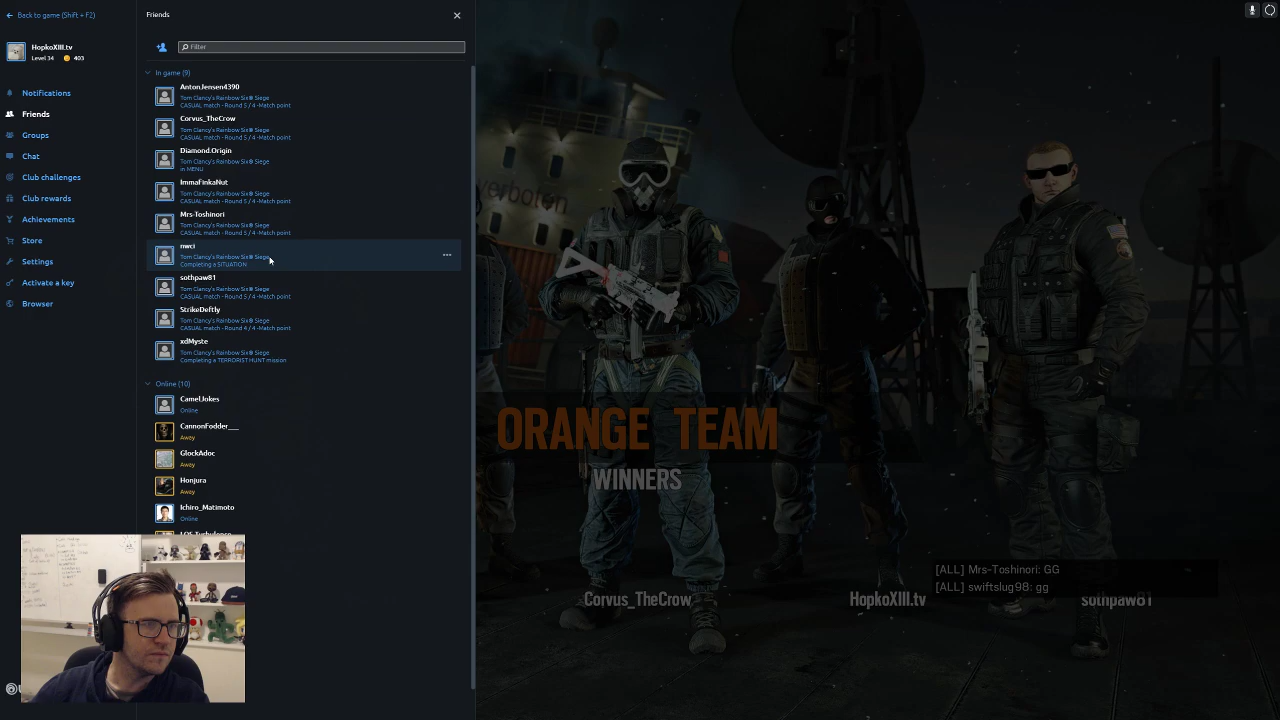 Back to game (Shift + F2)
HopkoXIII.tv
Level 34 403
Notifications
Friends
Groups
Chat
Club challenges
Club rewards
Achievements
Store
Settings
Activate a key
Browser
Friends
Filter
In game (9)
AntonJensen4390
Tom Clancy's Rainbow Six® Siege
CASUAL match - Round 5 / 4 -Match point
Corvus_TheCrow
Tom Clancy's Rainbow Six® Siege
CASUAL match - Round 5 / 4 -Match point
Diamond.Origin
Tom Clancy's Rainbow Six® Siege
in MENU
ImmaFinkaNut
Tom Clancy's Rainbow Six® Siege
CASUAL match - Round 5 / 4 -Match point
Mrs-Toshinori
Tom Clancy's Rainbow Six® Siege
CASUAL match - Round 5 / 4 -Match point
nwci
Tom Clancy's Rainbow Six® Siege
Completing a SITUATION
sothpaw81
Tom Clancy's Rainbow Six® Siege
CASUAL match - Round 5 / 4 -Match point
StrikeDeftly
Tom Clancy's Rainbow Six® Siege
CASUAL match - Round 4 / 4 -Match point
xdMyste
Tom Clancy's Rainbow Six® Siege
Completing a TERRORIST HUNT mission
Online (10)
CamelJokes
Online
CannonFodder___
Away
GlockAdoc
Away
Honjura
Away
Ichiro_Matimoto
Online
verboten
ORANGE TEAM
WINNERS
[ALL] Mrs-Toshinori: GG
[ALL] swiftslug98: gg
Corvus_TheCrow
HopkoXIII.tv
sothpaw81